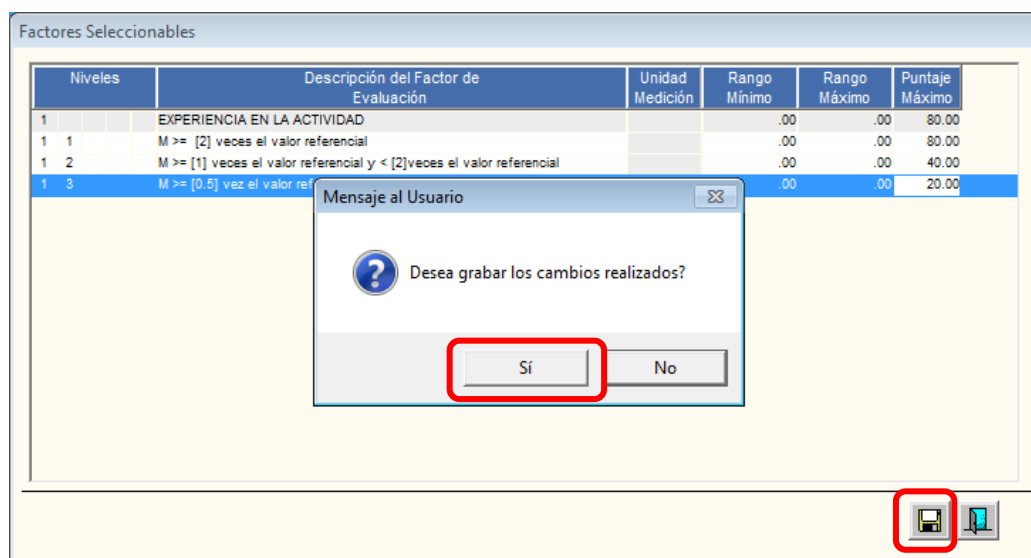 Factores Seleccionables
Niveles Descripción del Factor de Evaluación Unidad Medición Rango Mínimo Rango Máximo Puntaje Máximo
1 EXPERIENCIA EN LA ACTIVIDAD .00 .00 80.00
1 1 M >= [2] veces el valor referencial .00 .00 80.00
1 2 M >= [1] veces el valor referencial y < [2]veces el valor referencial .00 .00 40.00
1 3 M >= [0.5] vez el valor ref .00 .00 20.00
Mensaje al Usuario
Desea grabar los cambios realizados?
Sí No